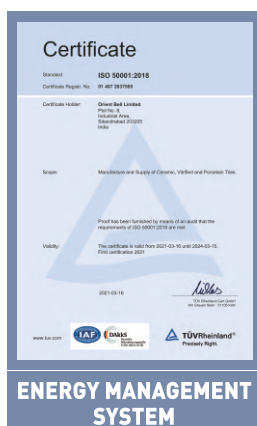 Certificate
Standard ISO 50001:2018
Certificate Registr. No.
Certificate Holder: Orient Bell Limited
Plot No. 8,
Industrial Area,
Sikandrabad 203205
India
Scope: Manufacture and Supply of Ceramic, Vitrified and Porcelain Tiles.
Proof has been furnished by means of an audit that the
requirements of ISO 50001:2018 are met.
Validity: The certificate is valid from 2021-03-16 until 2024-03-15.
First certification 2021
2021-03-16
TÜV Rheinland Cert GmbH
www.tuv.com
IAF
DAkkS
TÜVRheinland®
Precisely Right.
ENERGY MANAGEMENT
SYSTEM